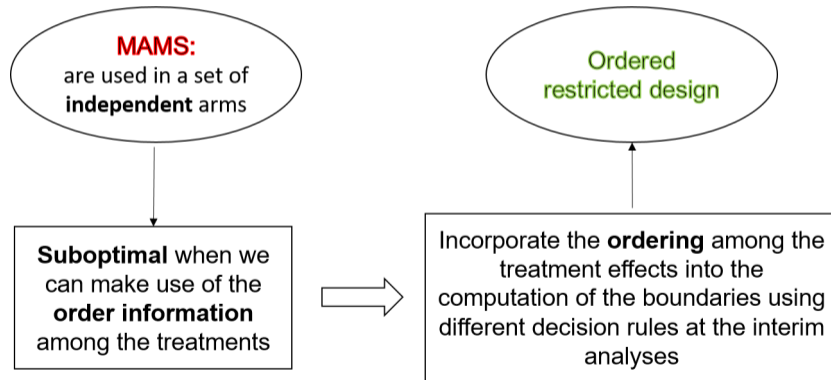 MAMS:
are used in a set of
independent arms
Ordered
restricted design
Suboptimal when we
can make use of the
order information
among the treatments
Incorporate the ordering among the
treatment effects into the
computation of the boundaries using
different decision rules at the interim
analyses